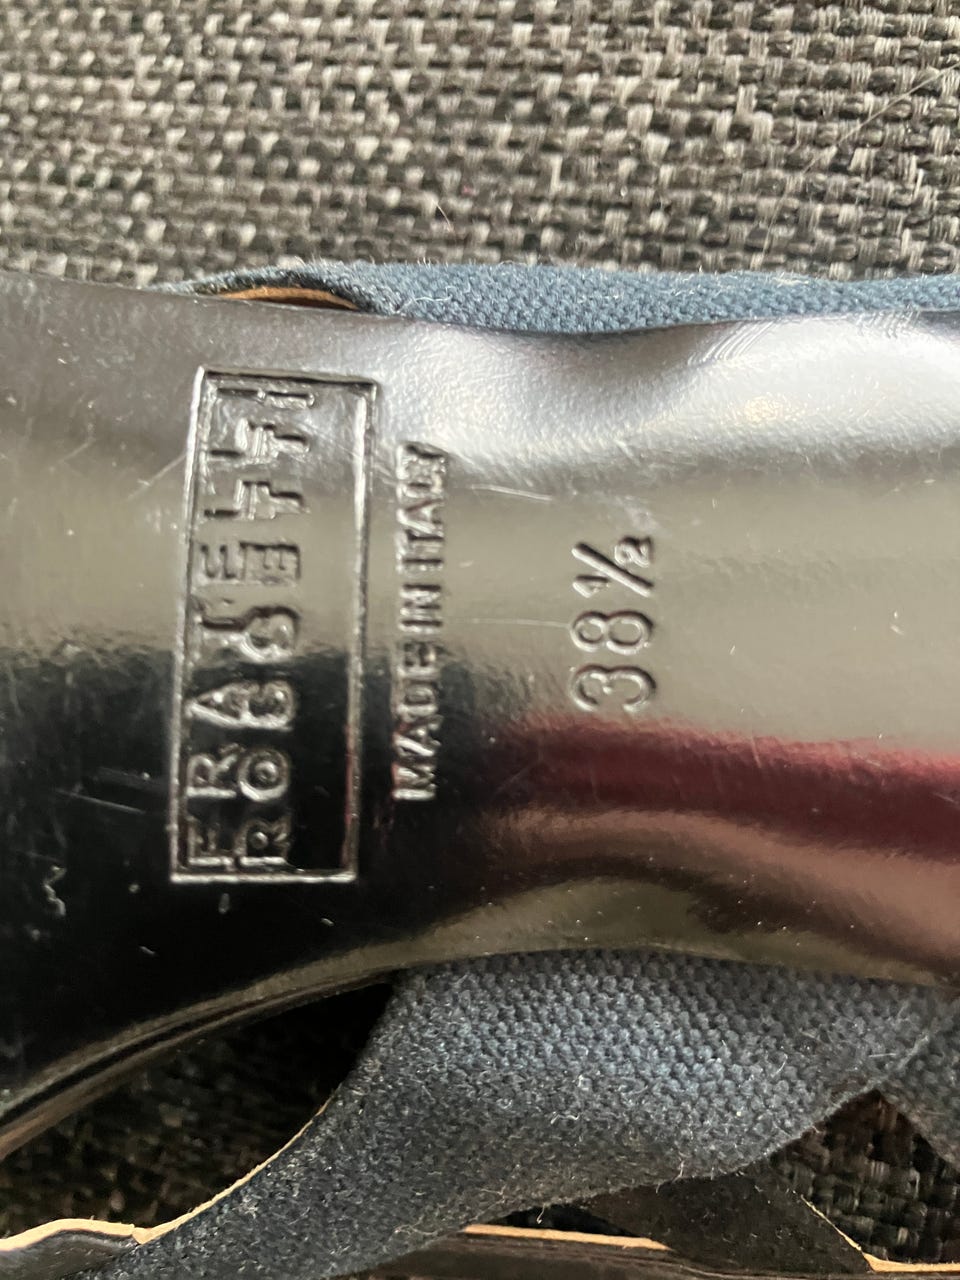 FRATELLI
ROSSETTI
MADE IN ITALY
38½